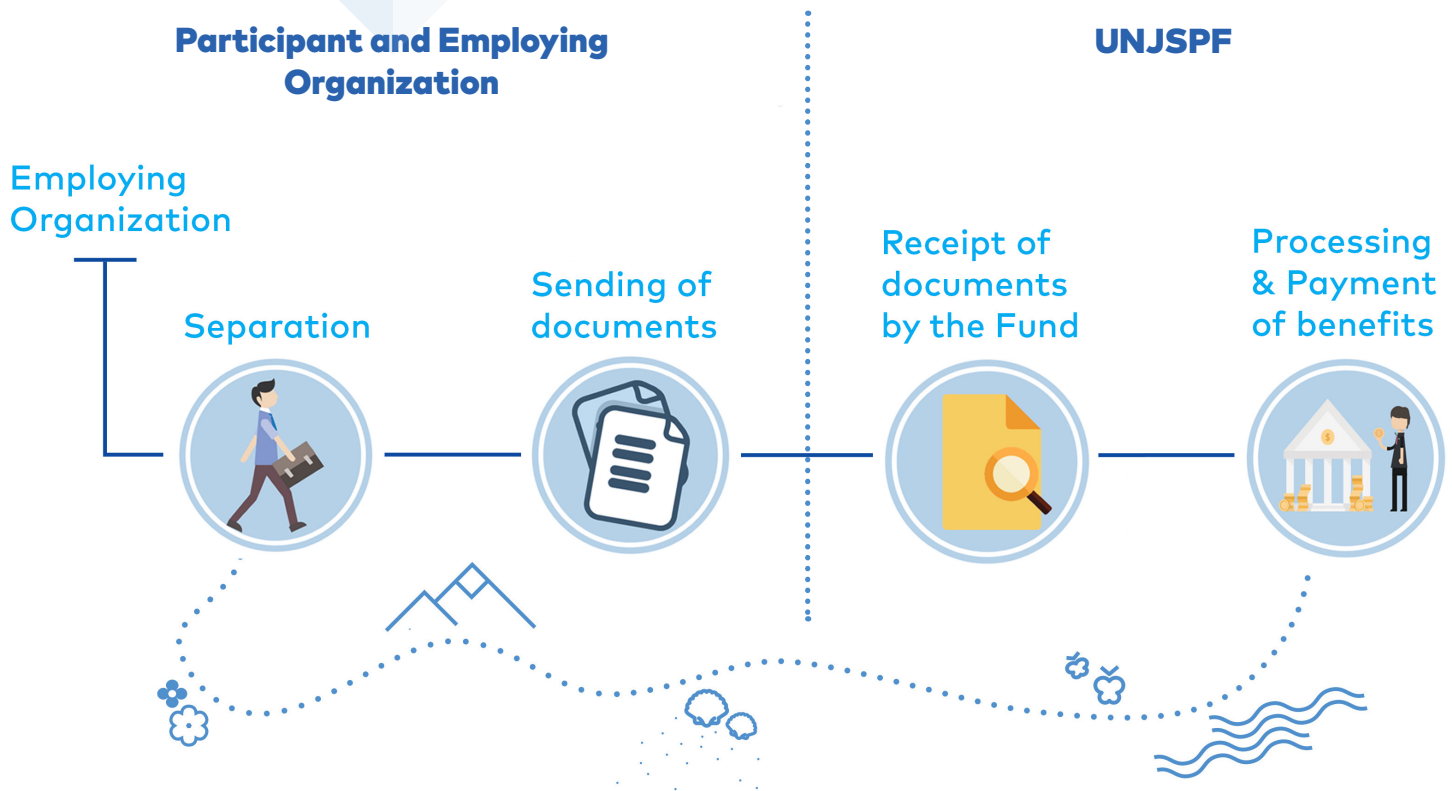 Participant and Employing
Organization
UNJSPF
Employing
Organization
Separation
Sending of
documents
Receipt of
documents
by the Fund
Processing
& Payment
of benefits
$